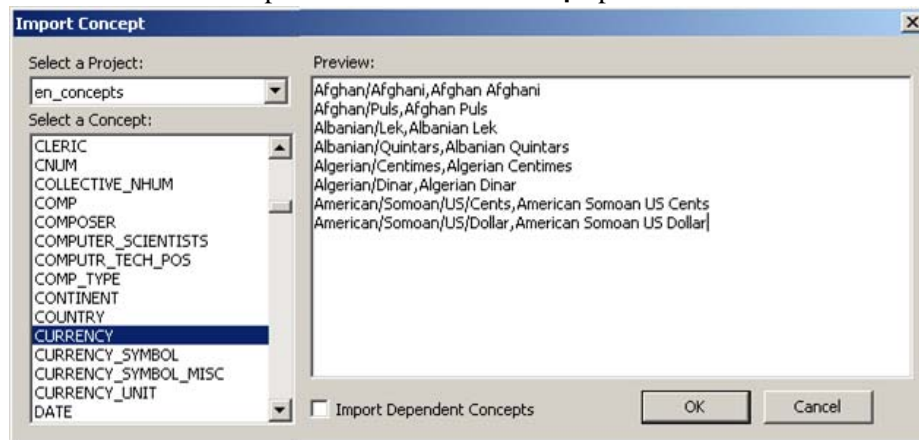 Import Concept
Select a Project:
en_concepts
Select a Concept:
CLERIC
CNUM
COLLECTIVE_NHUM
COMP
COMPOSER
COMPUTER_SCIENTISTS
COMPUTR_TECH_POS
COMP_TYPE
CONTINENT
COUNTRY
CURRENCY
CURRENCY_SYMBOL
CURRENCY_SYMBOL_MISC
CURRENCY_UNIT
DATE
Preview:
Afghan/Afghani,Afghan Afghani
Afghan/Puls,Afghan Puls
Albanian/Lek,Albanian Lek
Albanian/Quintars,Albanian Quintars
Algerian/Centimes,Algerian Centimes
Algerian/Dinar,Algerian Dinar
American/Somoan/US/Cents,American Somoan US Cents
American/Somoan/US/Dollar,American Somoan US Dollar
Import Dependent Concepts
OK
Cancel